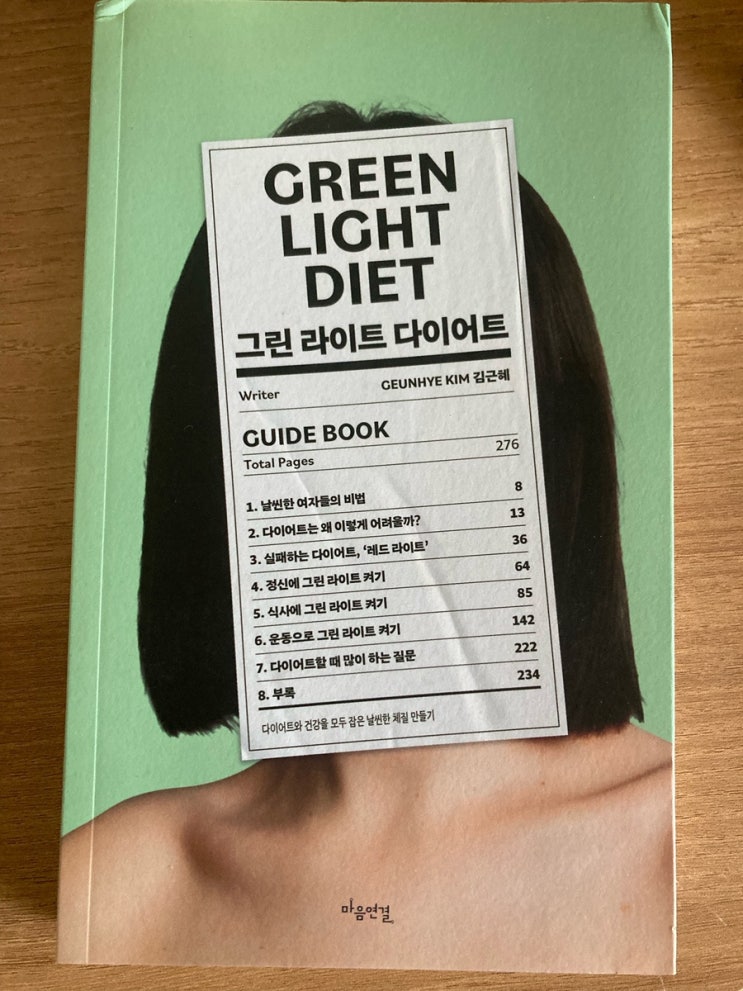 GREEN
LIGHT
DIET
그린 라이트 다이어트
Writer GEUNHYE KIM 김근혜
GUIDE BOOK
Total Pages 276
1. 날씬한 여자들의 비법 8
2. 다이어트는 왜 이렇게 어려울까? 13
3. 실패하는 다이어트, ‘레드 라이트’ 36
4. 정신에 그린 라이트 켜기 64
5. 식사에 그린 라이트 켜기 85
6. 운동으로 그린 라이트 켜기 142
7. 다이어트할 때 많이 하는 질문 222
8. 부록 234
다이어트와 건강을 모두 잡은 날씬한 체질 만들기
마음연결